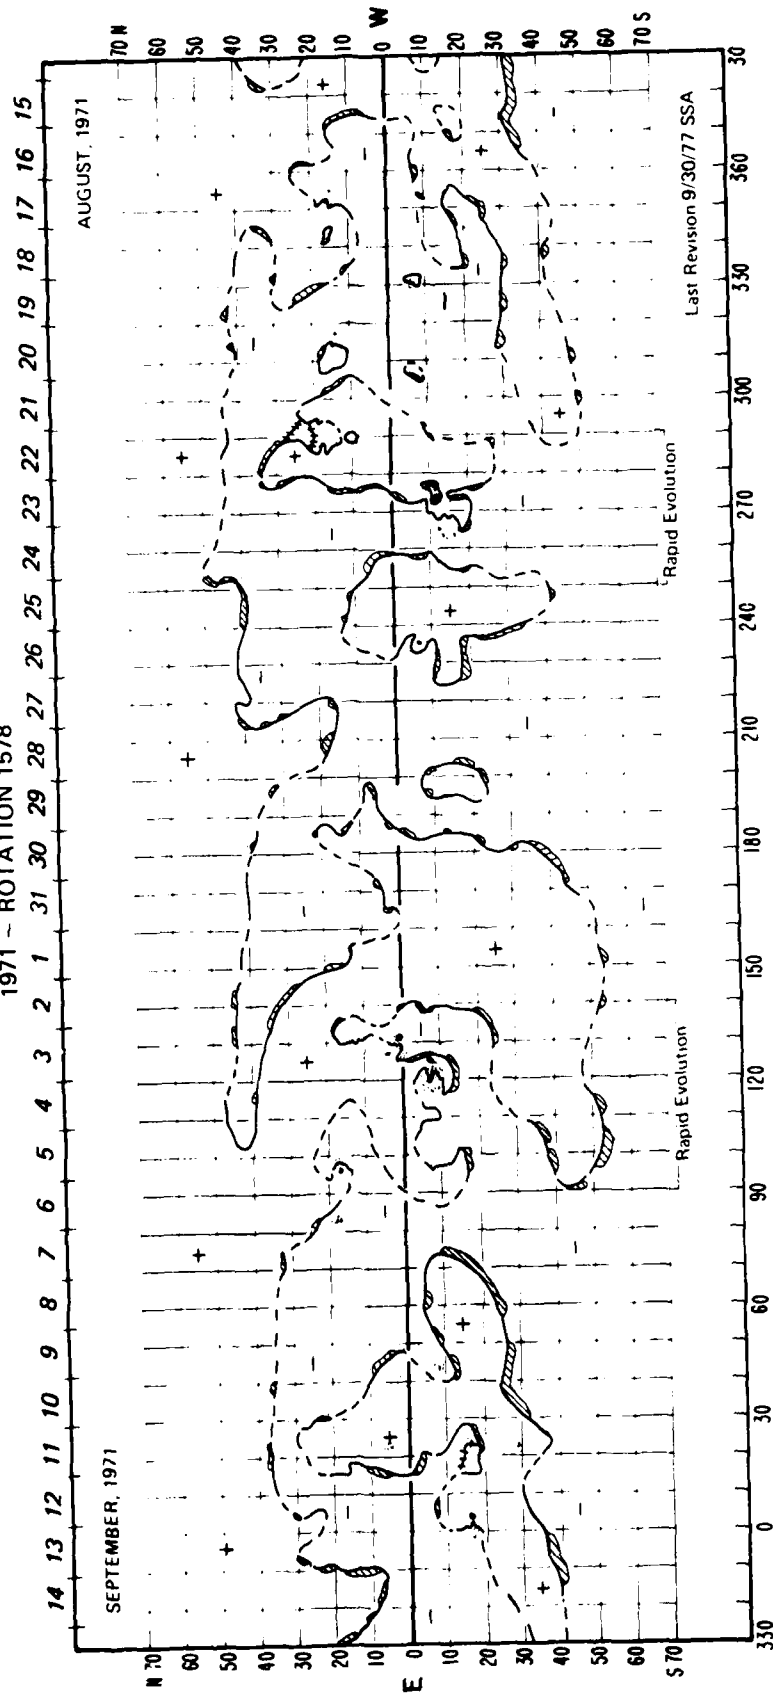 1971 – ROTATION 1578
14 13 12 11 10 9 8 7 6 5 4 3 2 1 31 30 29 28 27 26 25 24 23 22 21 20 19 18 17 16 15
SEPTEMBER, 1971
AUGUST, 1971
N 70
60
50
40
30
20
10
E 0
10
20
30
40
50
60
S 70
70 N
60
50
40
30
20
10
0 W
10
20
30
40
50
60
70 S
Rapid Evolution
Rapid Evolution
Last Revision 9/30/77 SSA
330 0 30 60 90 120 150 180 210 240 270 300 330 360 30